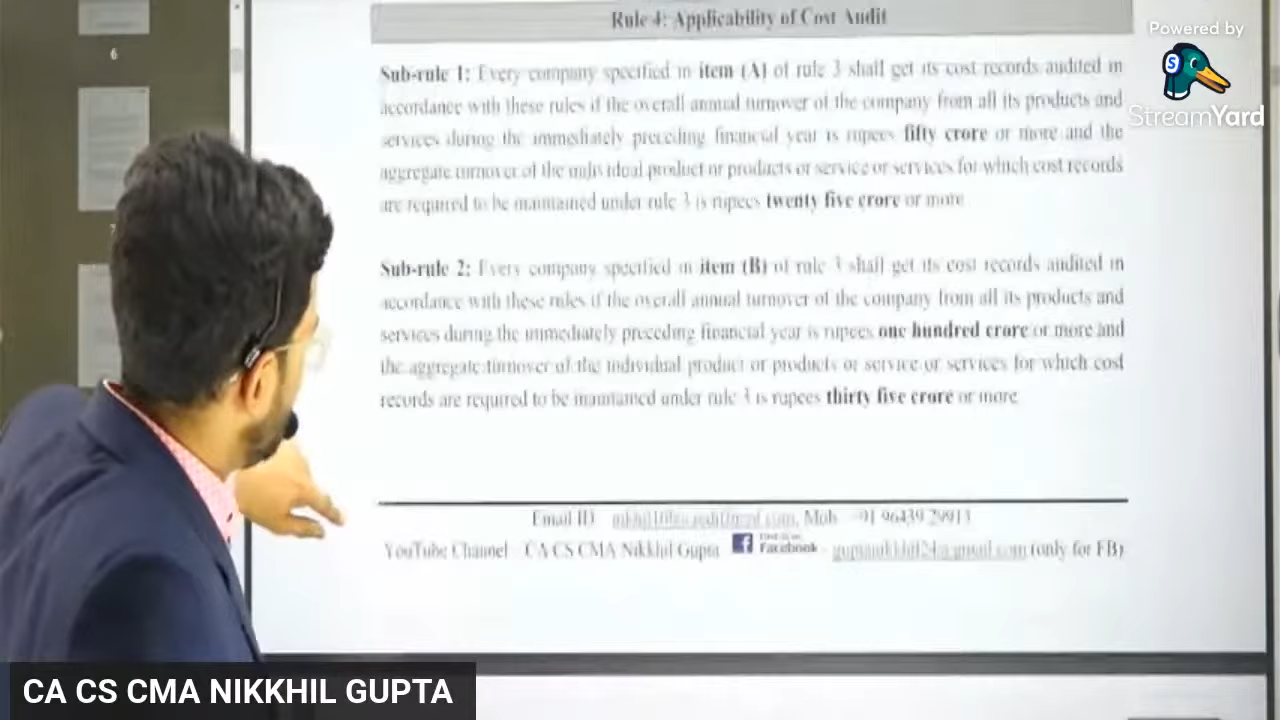 Powered by
StreamYard
6
Rule 4: Applicability of Cost Audit
Sub-rule 1: Every company specified in item (A) of rule 3 shall get its cost records audited in
accordance with these rules if the overall annual turnover of the company from all its products and
services during the immediately preceding financial year is rupees fifty crore or more and the
aggregate turnover of the individual product or products or service or services for which cost records
are required to be maintained under rule 3 is rupees twenty five crore or more
Sub-rule 2: Every company specified in item (B) of rule 3 shall get its cost records audited in
accordance with these rules if the overall annual turnover of the company from all its products and
services during the immediately preceding financial year is rupees one hundred crore or more and
the aggregate turnover of the individual product or products or service or services for which cost
records are required to be maintained under rule 3 is rupees thirty five crore or more
Email ID Mob
YouTube Channel CA CS CMA Nikkhil Gupta Facebook - (only for FB)
CA CS CMA NIKKHIL GUPTA